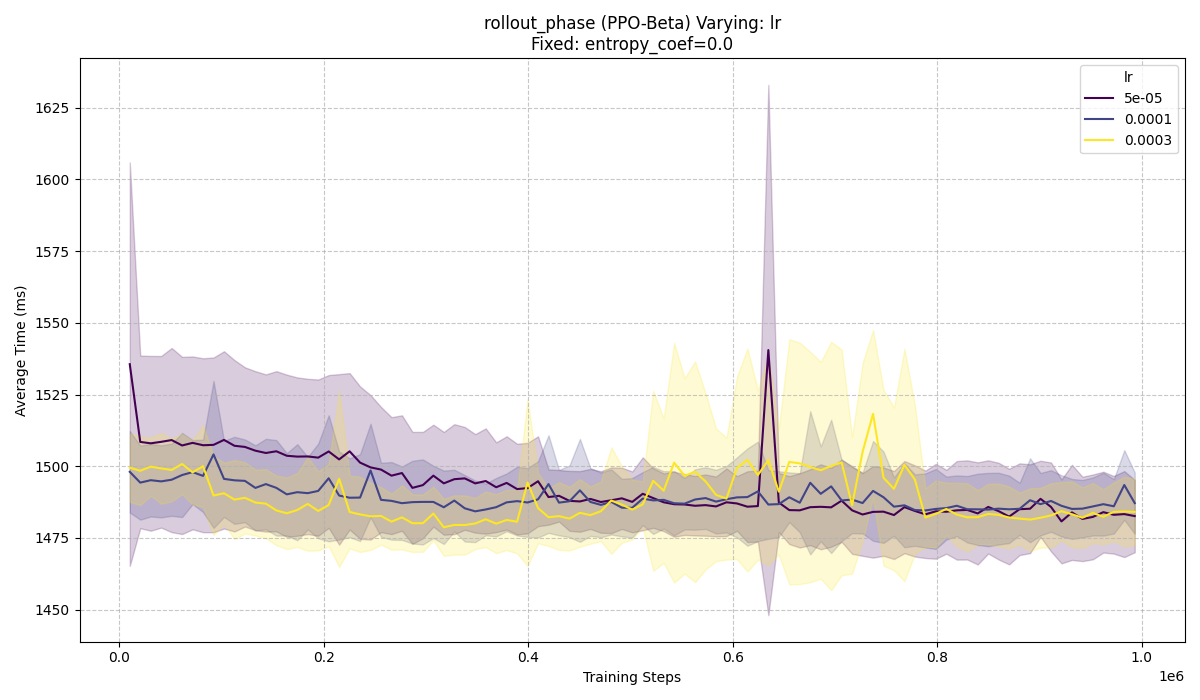 rollout_phase (PPO-Beta) Varying: lr
Fixed: entropy_coef=0.0
lr
5e-05
0.0001
0.0003
Average Time (ms)
1625
1600
1575
1550
1525
1500
1475
1450
0.0
0.2
0.4
0.6
0.8
1.0
1e6
Training Steps